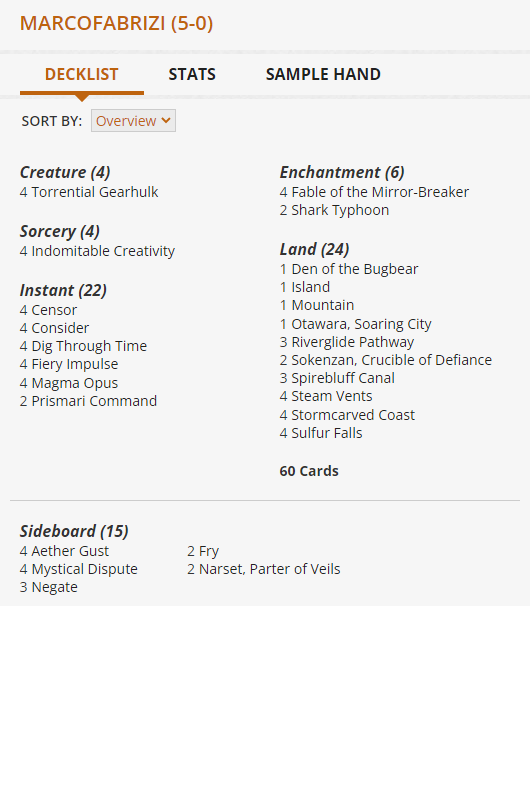 MARCOFABRIZI (5-0)
DECKLIST
STATS
SAMPLE HAND
SORT BY: Overview
Creature (4)
4 Torrential Gearhulk
Sorcery (4)
4 Indomitable Creativity
Instant (22)
4 Censor
4 Consider
4 Dig Through Time
4 Fiery Impulse
4 Magma Opus
2 Prismari Command
Enchantment (6)
4 Fable of the Mirror-Breaker
2 Shark Typhoon
Land (24)
1 Den of the Bugbear
1 Island
1 Mountain
1 Otawara, Soaring City
3 Riverglide Pathway
2 Sokenzan, Crucible of Defiance
3 Spirebluff Canal
4 Steam Vents
4 Stormcarved Coast
4 Sulfur Falls
60 Cards
Sideboard (15)
4 Aether Gust
4 Mystical Dispute
3 Negate
2 Fry
2 Narset, Parter of Veils